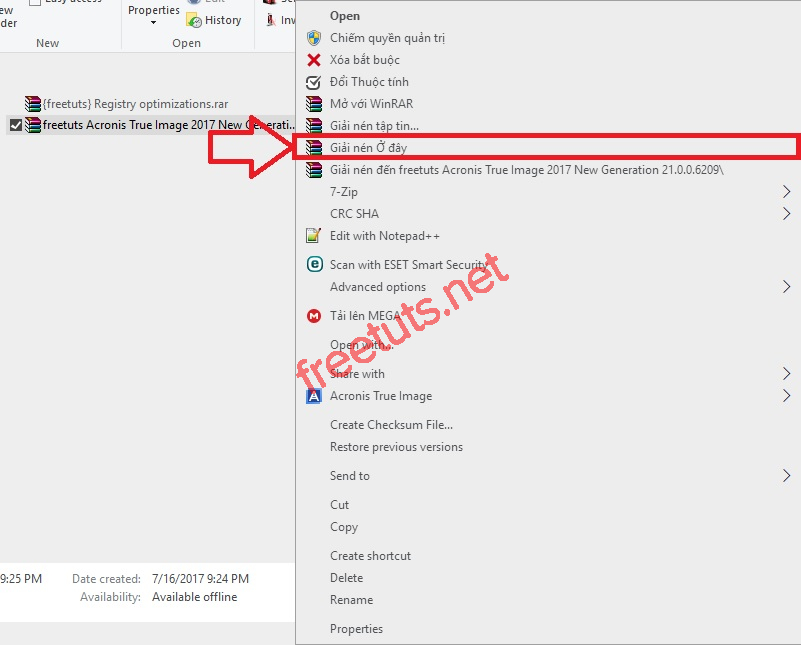 ew
der
Easy access
New
Properties
Edit
History
Open
Inv
{freetuts} Registry optimizations.rar
freetuts Acronis True Image 2017 New Generati...
Open
Chiếm quyền quản trị
Xóa bắt buộc
Đổi Thuộc tính
Mở với WinRAR
Giải nén tập tin...
Giải nén Ở đây
Giải nén đến freetuts Acronis True Image 2017 New Generation 21.0.0.6209\
7-Zip
CRC SHA
Edit with Notepad++
Scan with ESET Smart Security
Advanced options
Tải lên MEGA
Open with...
Share with
Acronis True Image
Create Checksum File...
Restore previous versions
Send to
Cut
Copy
Create shortcut
Delete
Rename
Properties
freetuts.net
9:25 PM
Date created: 7/16/2017 9:24 PM
Availability: Available offline